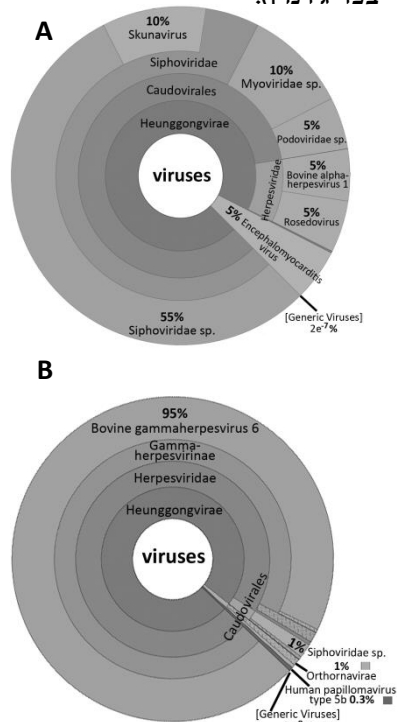 A
10%
Skunavirus
Siphoviridae
Caudovirales
Heunggongvirae
viruses
10%
Myoviridae sp.
5%
Podoviridae sp.
5%
Bovine alpha-
herpesvirus 1
5%
Rosedovirus
Herpesviridae
5% Encephalomyocarditis
virus
[Generic Viruses]
2e-7%
55%
Siphoviridae sp.
B
95%
Bovine gammaherpesvirus 6
Gamma-
herpesvirinae
Herpesviridae
Heunggongvirae
viruses
Caudovirales
1%
Siphoviridae sp.
1%
Orthornavirae
Human papillomavirus
type 5b 0.3%
[Generic Viruses]